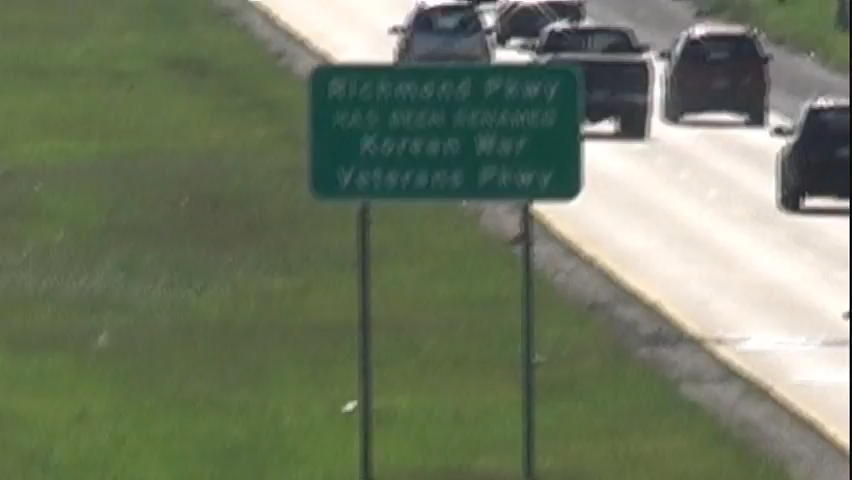 Richmond Pkwy
HAS BEEN RENAMED
Korean War
Veterans Pkwy